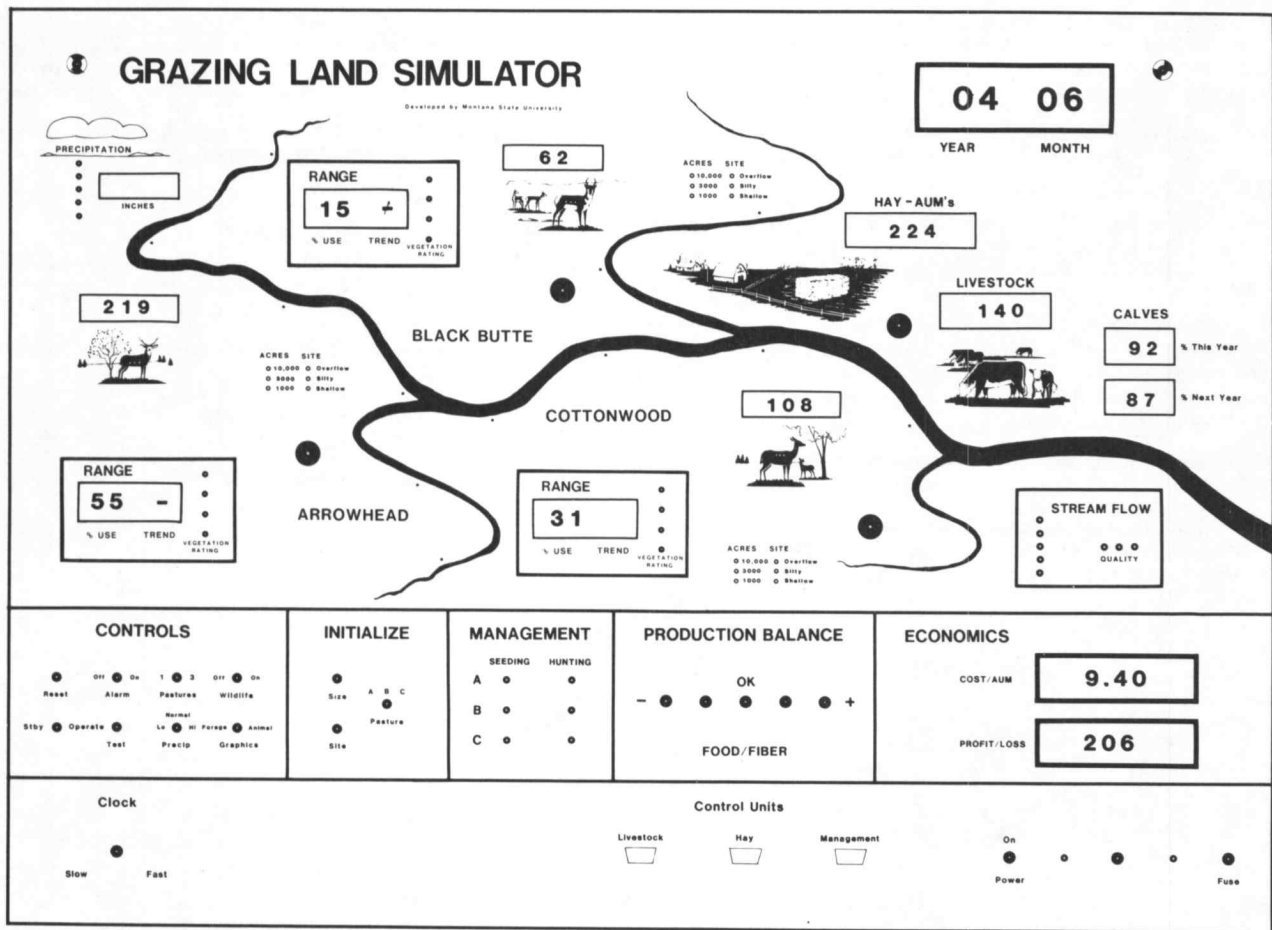 GRAZING LAND SIMULATOR
Developed by Montana State University
04 06
YEAR MONTH
PRECIPITATION
INCHES
RANGE
15 +
% USE TREND
VEGETATION
RATING
62
ACRES SITE
10,000 Overflow
3000 Silty
1000 Shallow
HAY-AUM's
224
219
BLACK BUTTE
LIVESTOCK
140
CALVES
92 % This Year
87 % Next Year
ACRES SITE
10,000 Overflow
3000 Silty
1000 Shallow
COTTONWOOD
108
RANGE
55 -
% USE TREND
VEGETATION
RATING
ARROWHEAD
RANGE
31
% USE TREND
VEGETATION
RATING
ACRES SITE
10,000 Overflow
3000 Silty
1000 Shallow
STREAM FLOW
QUALITY
CONTROLS
Reset
Off On
Alarm
1 3
Pastures
Off On
Wildlife
Stby Operate
Test
Normal
Lo Hi
Precip
Forage Animal
Graphics
INITIALIZE
Size
A B C
Pasture
Site
MANAGEMENT
SEEDING HUNTING
A
B
C
PRODUCTION BALANCE
OK
- +
FOOD/FIBER
ECONOMICS
COST/AUM 9.40
PROFIT/LOSS 206
Clock
Slow Fast
Control Units
Livestock Hay Management
On
Power
Fuse